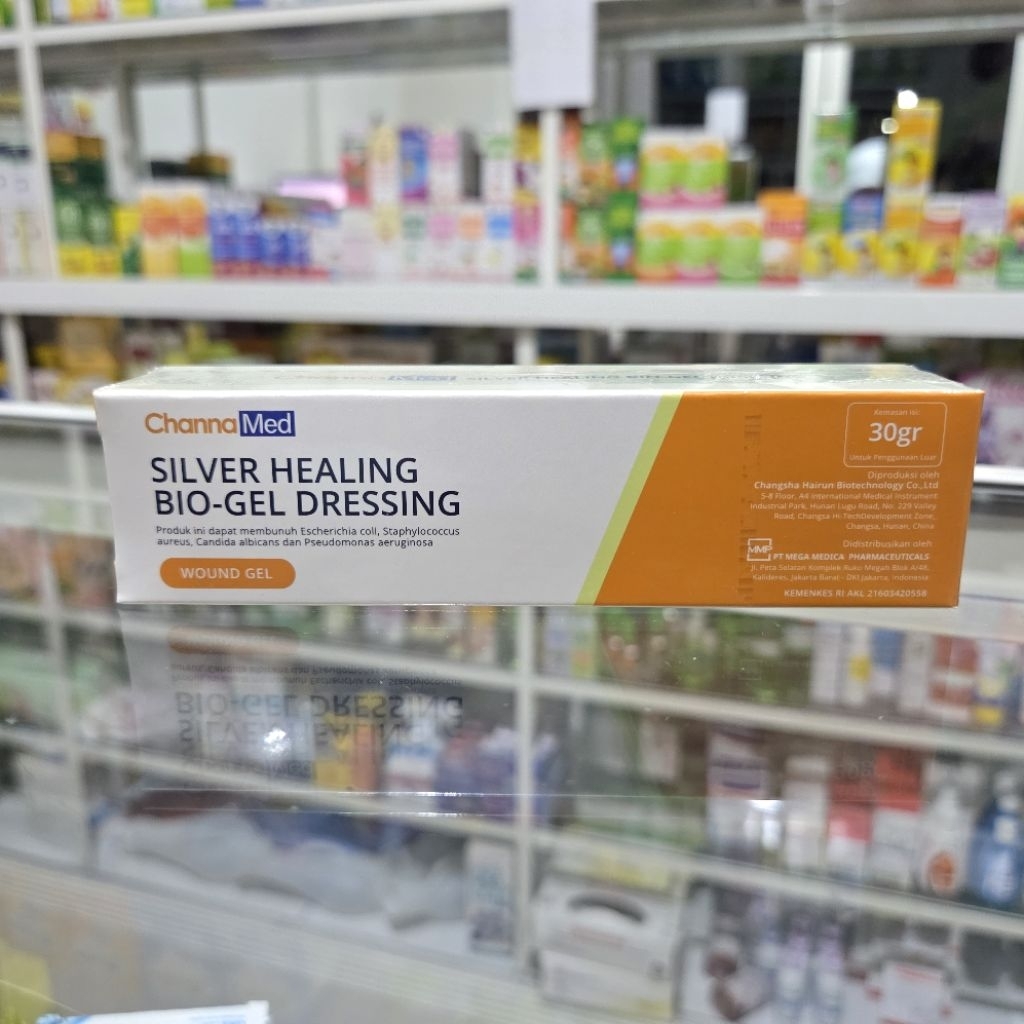 ChannaMed
SILVER HEALING
BIO-GEL DRESSING
Produk ini dapat membunuh Escherichia coli, Staphylococcus
aureus, Candida albicans dan Pseudomonas aeruginosa
WOUND GEL
Kemasan isi:
30gr
Untuk Penggunaan Luar
Diproduksi oleh
Changsha Hairun Biotechnology Co.,Ltd
5-8 Floor, A4 International Medical Instrument
Industrial Park, Hunan Lugu Road, No. 229 Valley
Road, Changsa Hi-TechDevelopment Zone,
Changsa, Hunan, China
Didistribusikan oleh
MMP
PT MEGA MEDICA PHARMACEUTICALS
Jl. Peta Selatan Komplek Ruko Megah Blok A/48,
Kalideres, Jakarta Barat - DKI Jakarta, Indonesia
KEMENKES RI AKL 21603420558